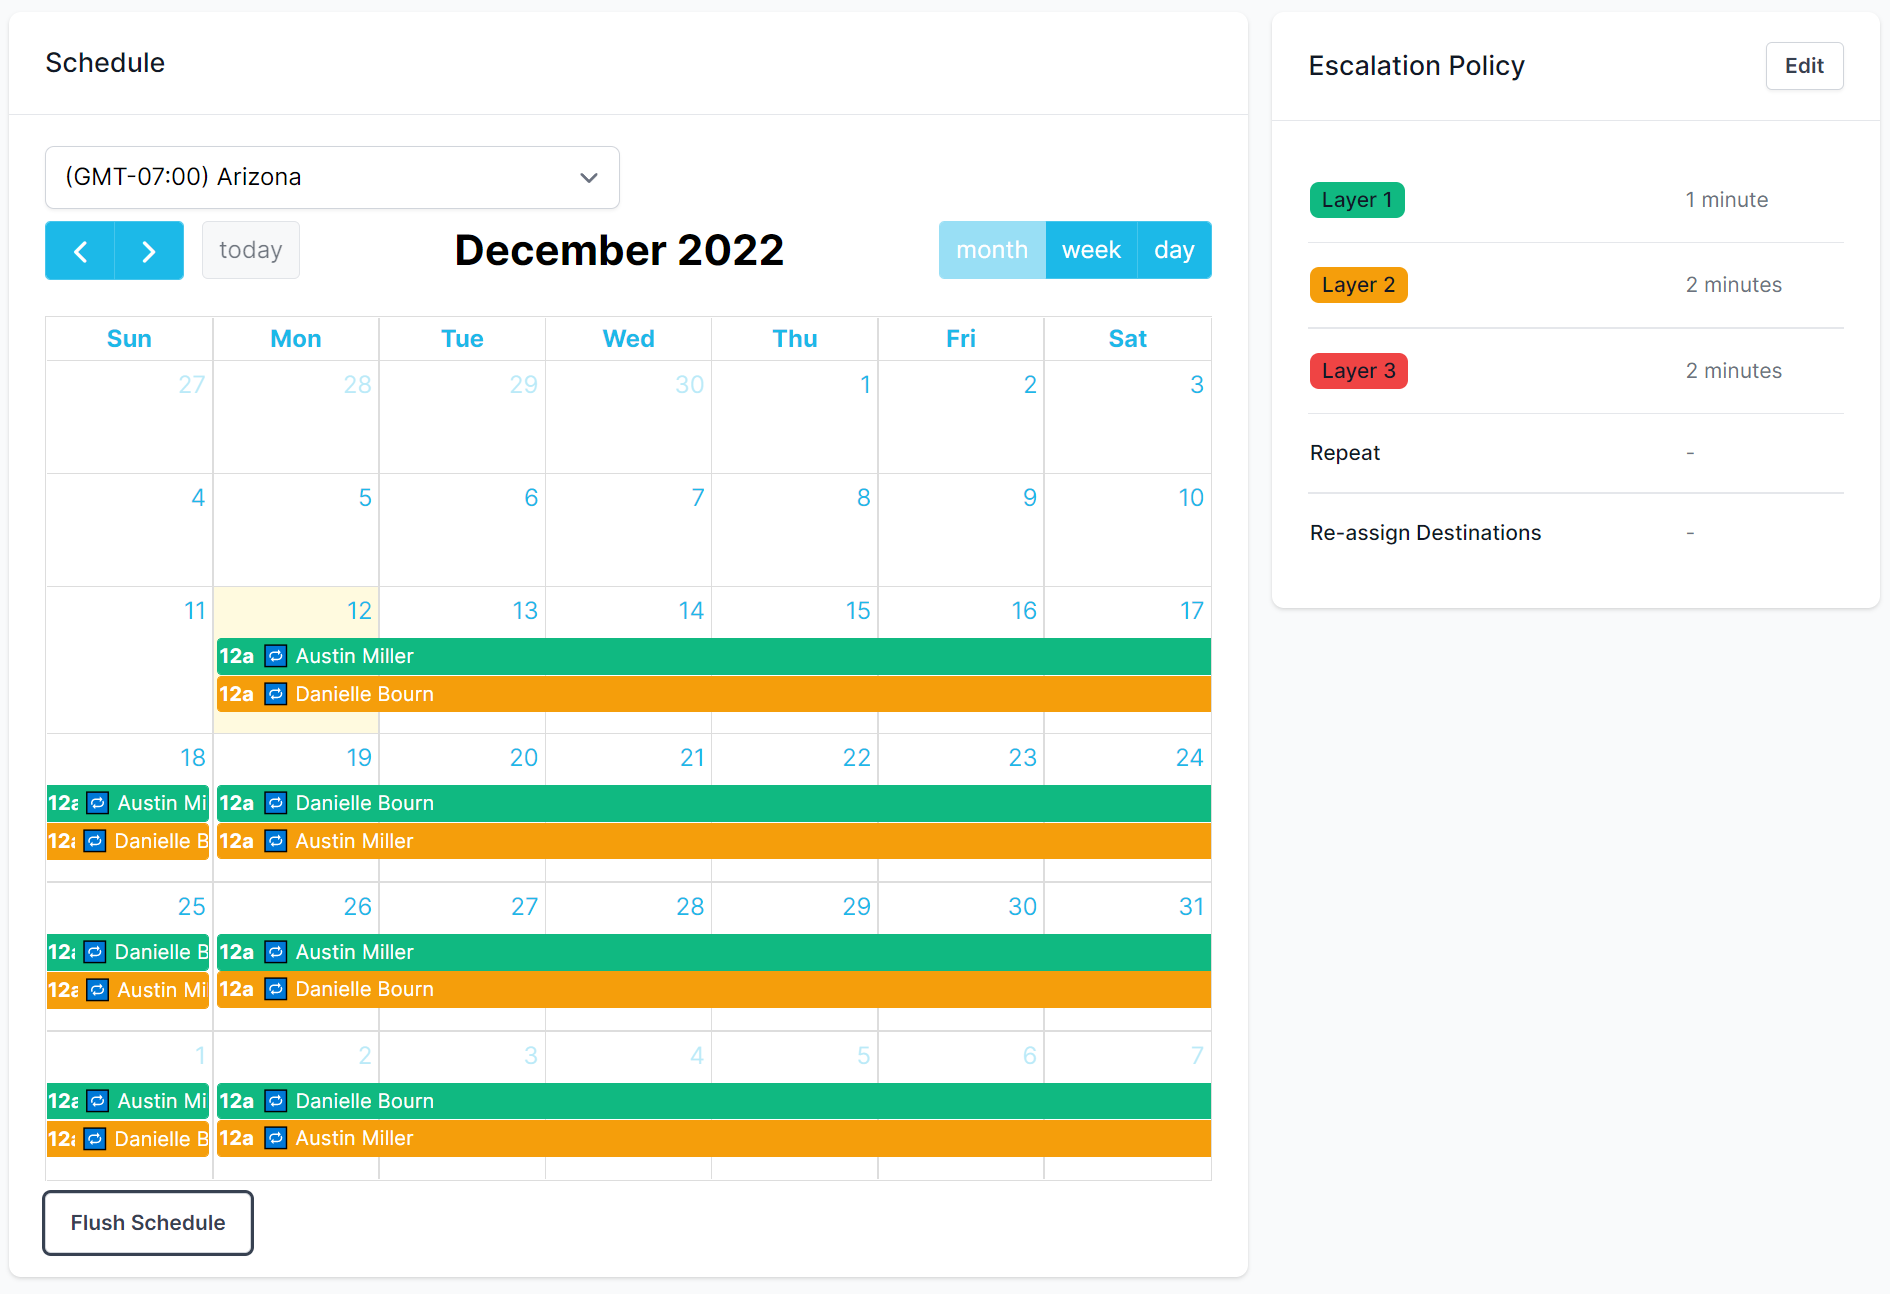 Schedule
(GMT-07:00) Arizona
today
December 2022
month week day
Sun Mon Tue Wed Thu Fri Sat
27 28 29 30 1 2 3
4 5 6 7 8 9 10
11 12 13 14 15 16 17
12a Austin Miller
12a Danielle Bourn
18 19 20 21 22 23 24
12a Austin Mi 12a Danielle Bourn
12a Danielle B 12a Austin Miller
25 26 27 28 29 30 31
12a Danielle B 12a Austin Miller
12a Austin Mi 12a Danielle Bourn
1 2 3 4 5 6 7
12a Austin Mi 12a Danielle Bourn
12a Danielle B 12a Austin Miller
Flush Schedule
Escalation Policy
Edit
Layer 1 1 minute
Layer 2 2 minutes
Layer 3 2 minutes
Repeat -
Re-assign Destinations -